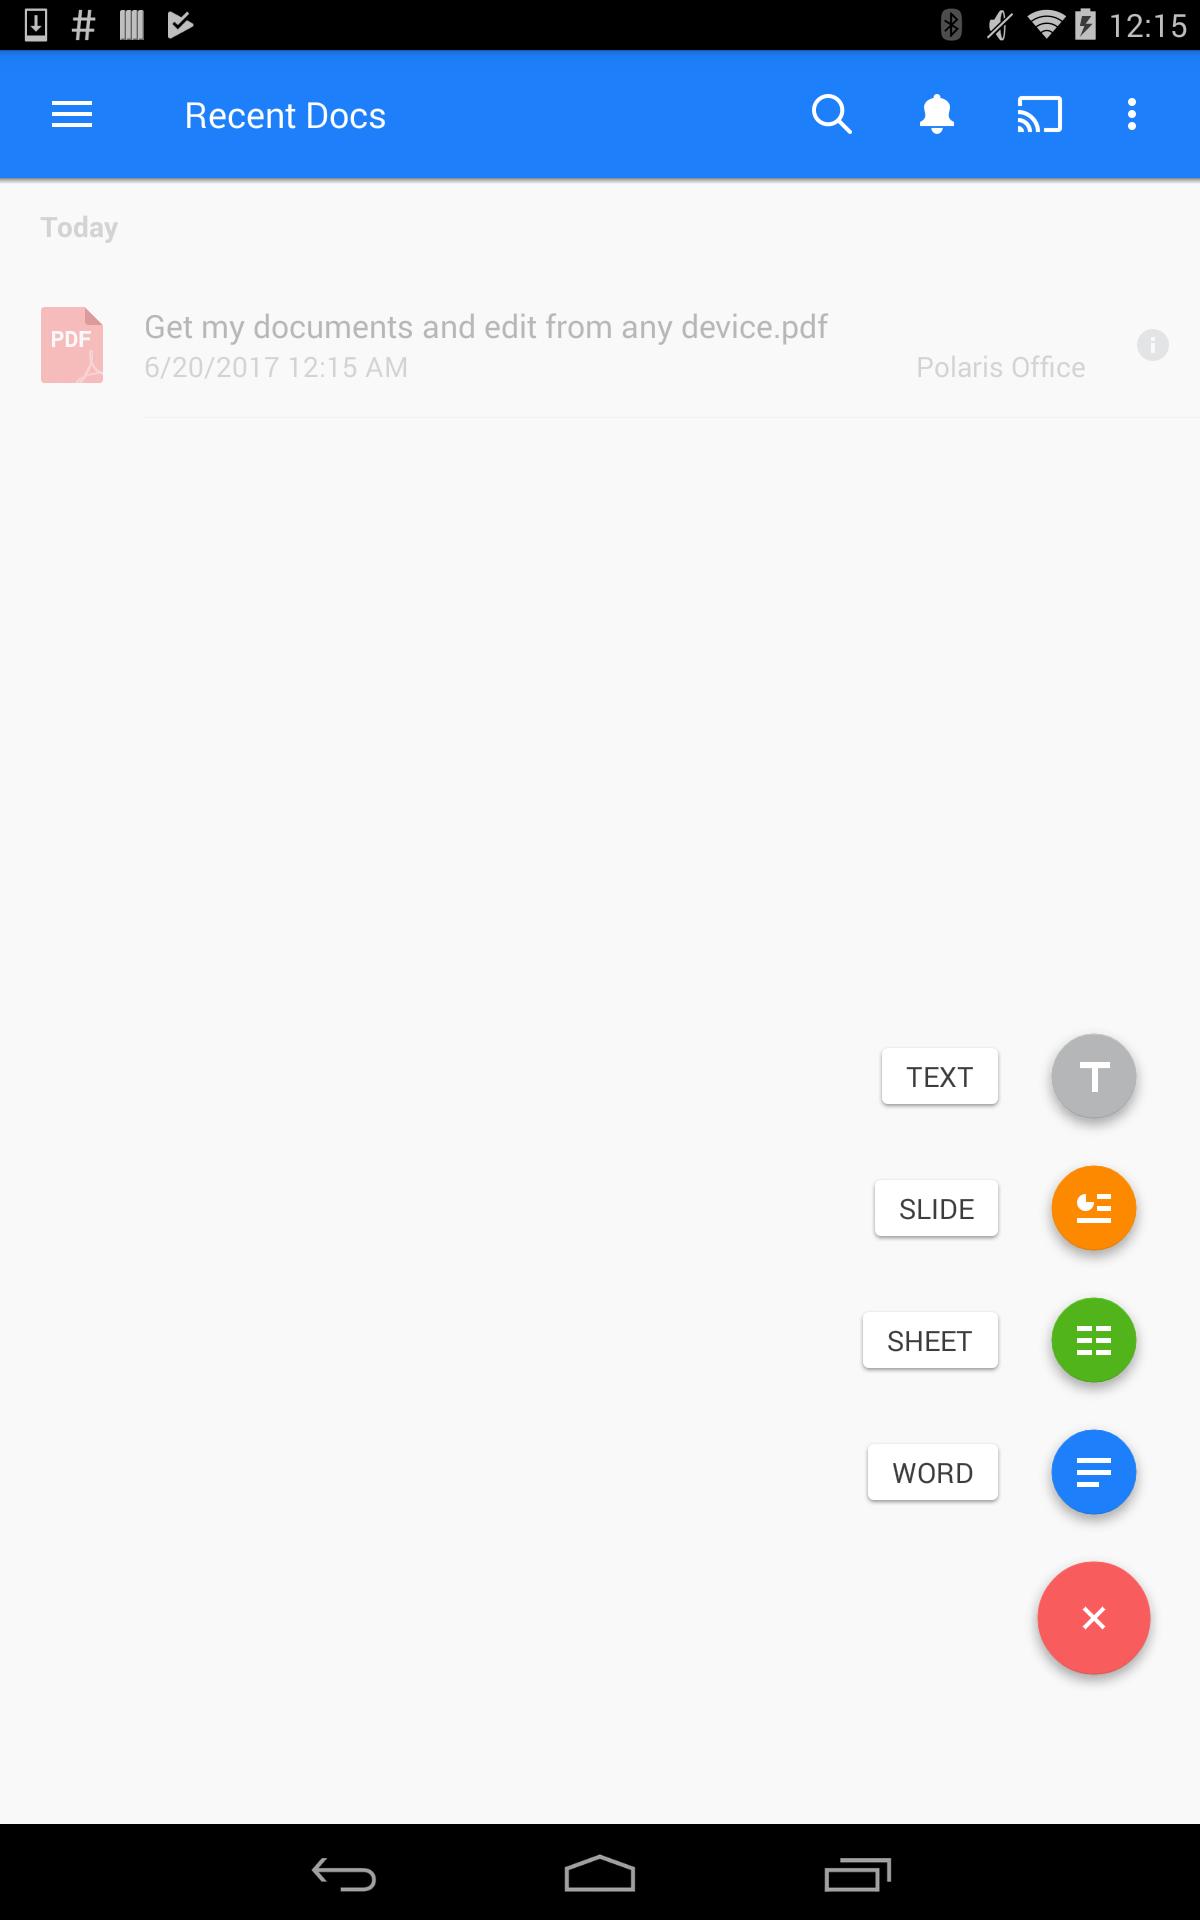 12:15
Recent Docs
Today
PDF
Get my documents and edit from any device.pdf
6/20/2017 12:15 AM
Polaris Office
TEXT
T
SLIDE
SHEET
WORD